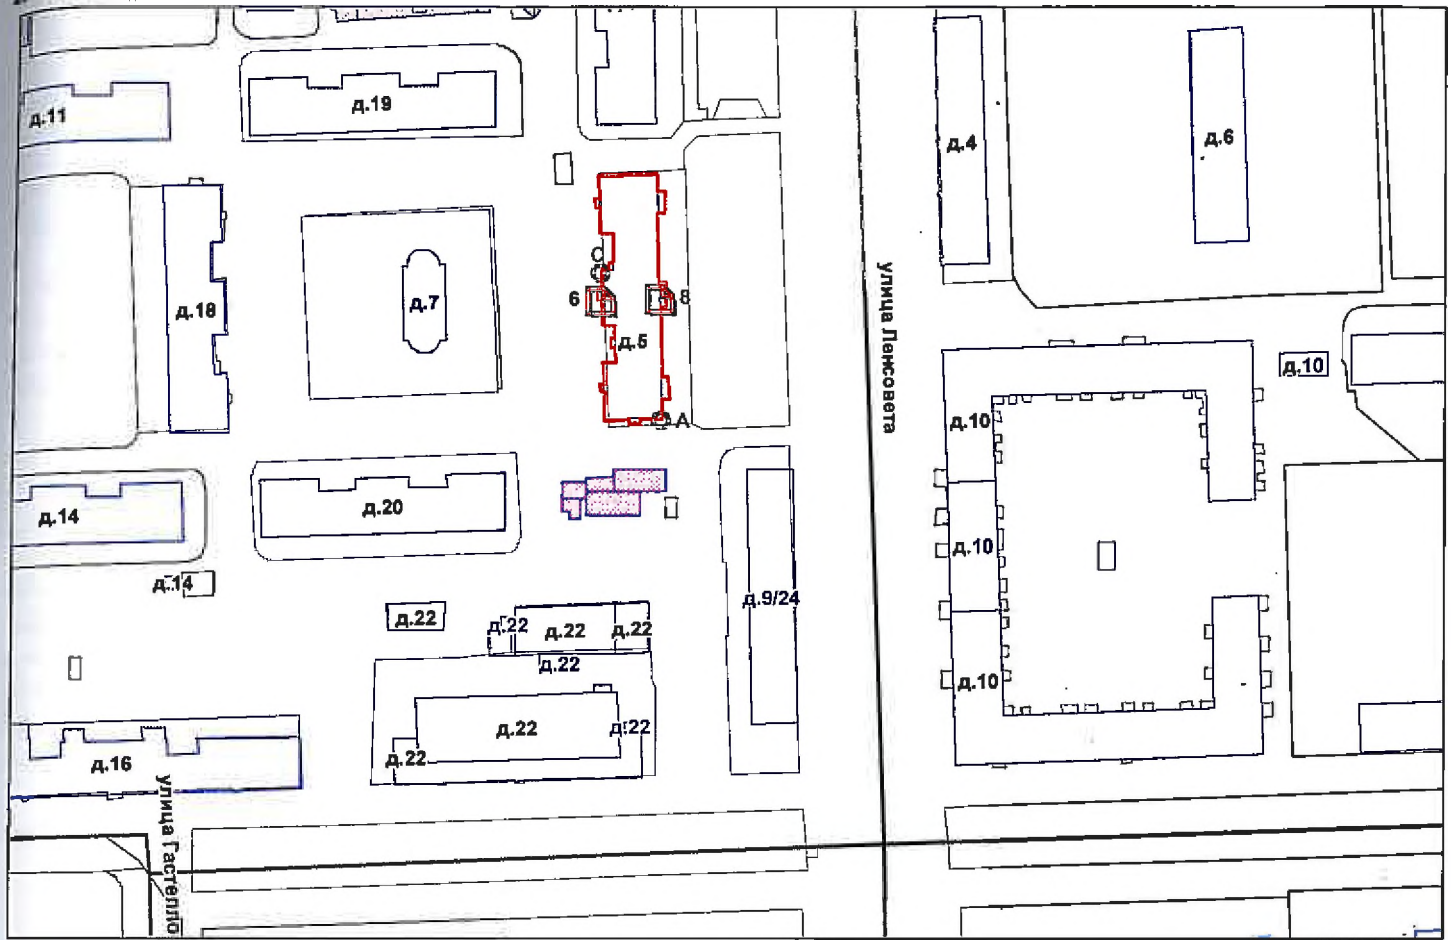 д.11
д.19
д.4
д.6
д.18
д.7
С
6
8
д.5
А
улица Ленсовета
д.10
д.10
д.14
д.20
д.10
д.14
д.22
д.22
д.22
д.22
д.9/24
д.22
д.10
д.22
д.22
д.22
д.16
улица Гастелло